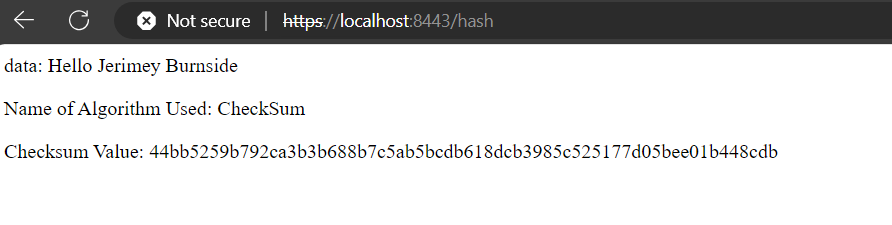 Not secure | https://localhost:8443/hash
data: Hello Jerimey Burnside
Name of Algorithm Used: CheckSum
Checksum Value: 44bb5259b792ca3b3b688b7c5ab5bcdb618dcb3985c525177d05bee01b448cdb